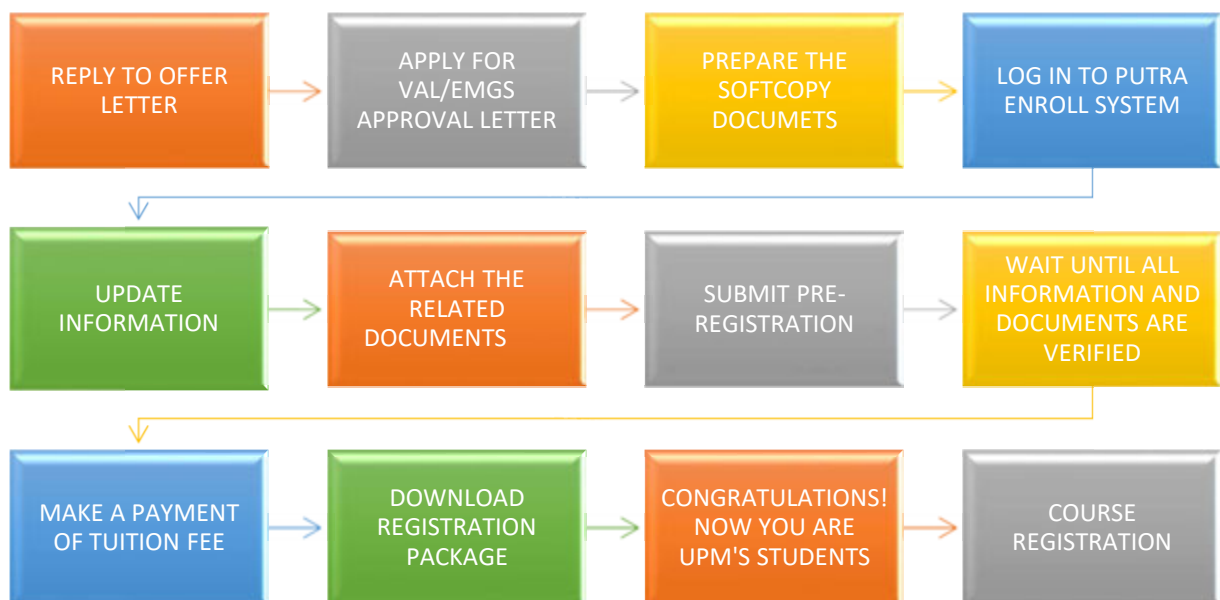 REPLY TO OFFER
LETTER
APPLY FOR
VAL/EMGS
APPROVAL LETTER
PREPARE THE
SOFTCOPY
DOCUMETS
LOG IN TO PUTRA
ENROLL SYSTEM
UPDATE
INFORMATION
ATTACH THE
RELATED
DOCUMENTS
SUBMIT PRE-
REGISTRATION
WAIT UNTIL ALL
INFORMATION AND
DOCUMENTS ARE
VERIFIED
MAKE A PAYMENT
OF TUITION FEE
DOWNLOAD
REGISTRATION
PACKAGE
CONGRATULATIONS!
NOW YOU ARE
UPM'S STUDENTS
COURSE
REGISTRATION